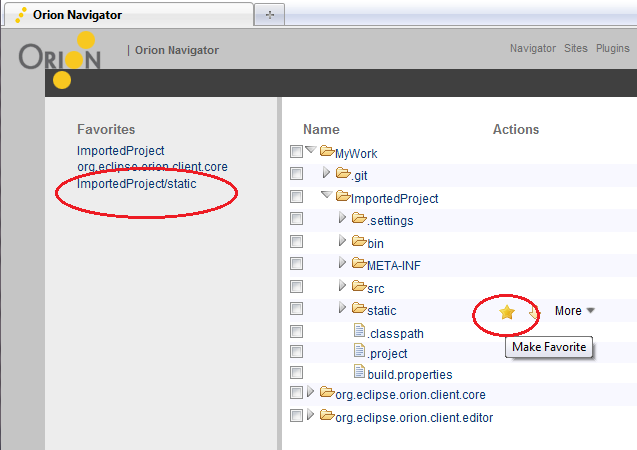 Orion Navigator
ORION
| Orion Navigator
Navigator Sites Plugins
Favorites
ImportedProject
org.eclipse.orion.client.core
ImportedProject/static
Name Actions
MyWork
.git
ImportedProject
.settings
bin
META-INF
src
static More
Make Favorite
.classpath
.project
build.properties
org.eclipse.orion.client.core
org.eclipse.orion.client.editor